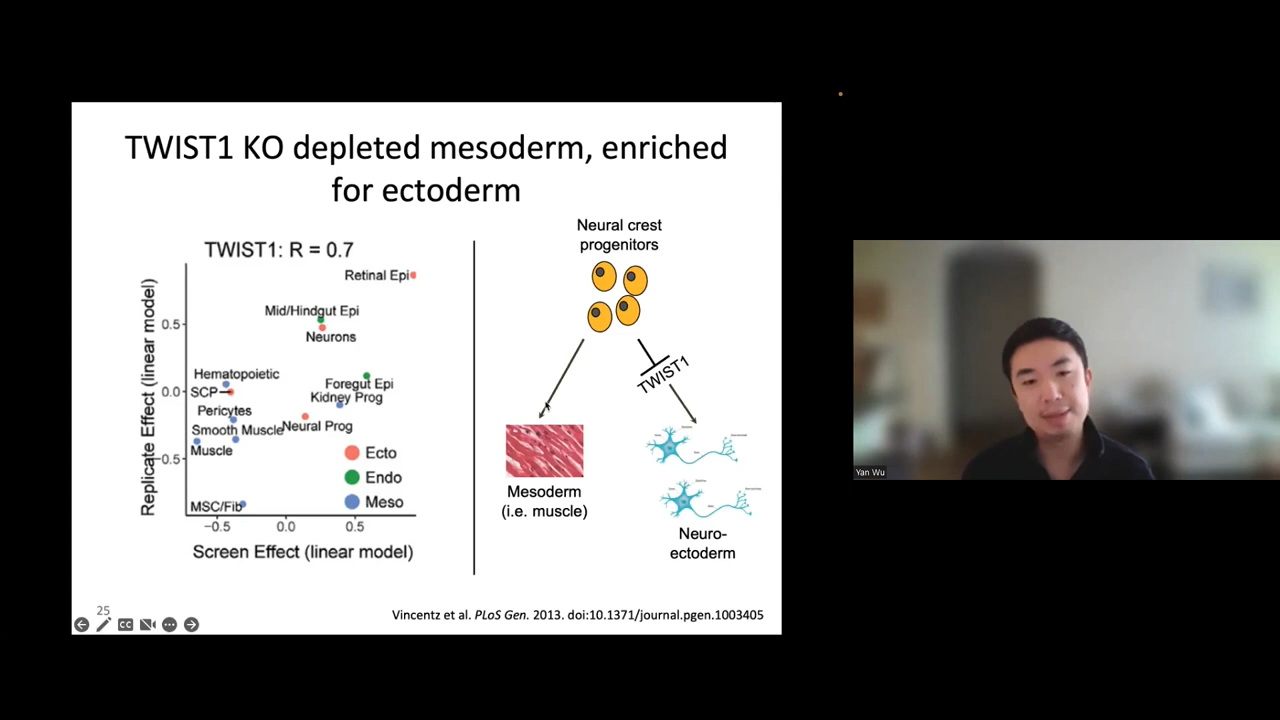 TWIST1 KO depleted mesoderm, enriched
for ectoderm
TWIST1: R = 0.7
Replicate Effect (linear model)
0.5
0.0
−0.5
Retinal Epi
Mid/Hindgut Epi
Neurons
Hematopoietic
SCP
Foregut Epi
Kidney Prog
Pericytes
Smooth Muscle
Neural Prog
Muscle
MSC/Fib
Ecto
Endo
Meso
−0.5
0.0
0.5
Screen Effect (linear model)
Neural crest
progenitors
TWIST1
Mesoderm
(i.e. muscle)
Neuro-
ectoderm
Vincentz et al. PLoS Gen. 2013. doi:10.1371/journal.pgen.1003405
25
CC
Yan Wu